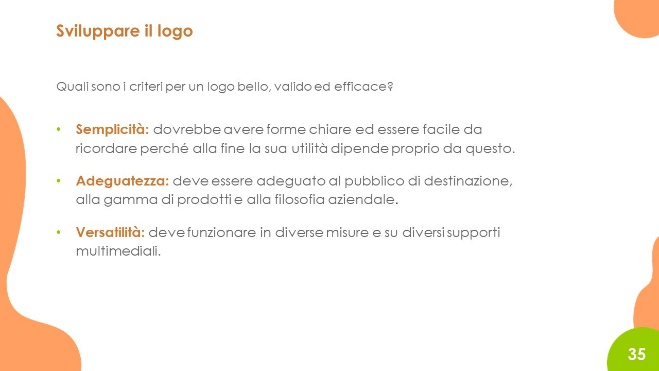 Sviluppare il logo
Quali sono i criteri per un logo bello, valido ed efficace?
• Semplicità: dovrebbe avere forme chiare ed essere facile da
ricordare perché alla fine la sua utilità dipende proprio da questo.
• Adeguatezza: deve essere adeguato al pubblico di destinazione,
alla gamma di prodotti e alla filosofia aziendale.
• Versatilità: deve funzionare in diverse misure e su diversi supporti
multimediali.
35